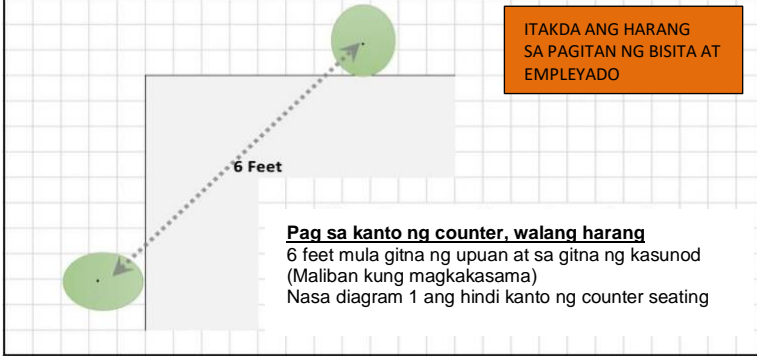 ITAKDA ANG HARANG
SA PAGITAN NG BISITA AT
EMPLEYADO
6 Feet
Pag sa kanto ng counter, walang harang
6 feet mula gitna ng upuan at sa gitna ng kasunod
(Maliban kung magkakasama)
Nasa diagram 1 ang hindi kanto ng counter seating